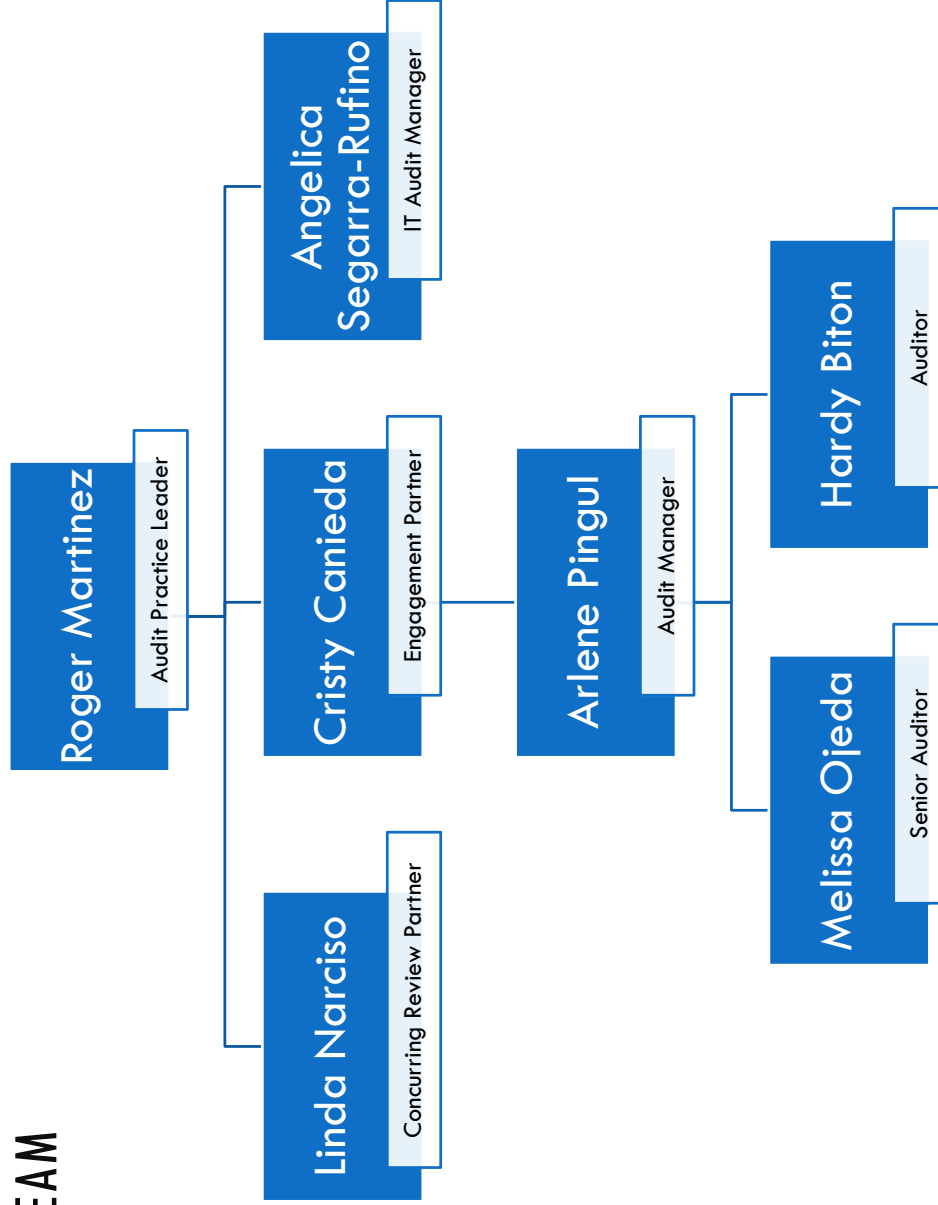 Roger Martinez
Audit Practice Leader
Linda Narciso
Concurring Review Partner
Cristy Canieda
Engagement Partner
Angelica
Segarra-Rufino
IT Audit Manager
Arlene Pingul
Audit Manager
Melissa Ojeda
Senior Auditor
Hardy Biton
Auditor